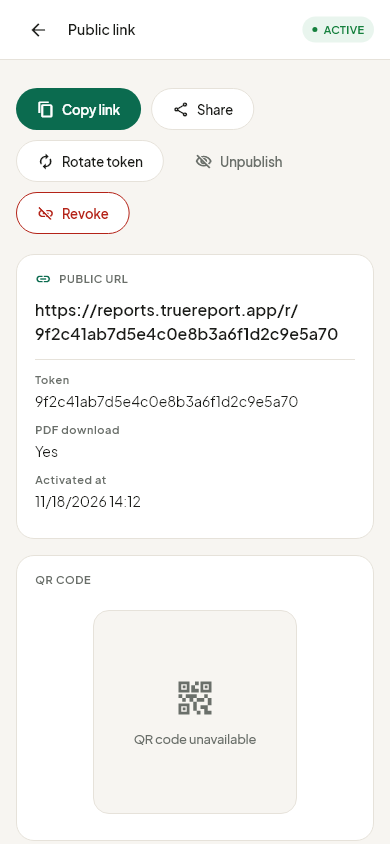 Public link
ACTIVE
Copy link
Share
Rotate token
Unpublish
Revoke
PUBLIC URL
https://reports.truereport.app/r/
9f2c41ab7d5e4c0e8b3a6f1d2c9e5a70
Token
9f2c41ab7d5e4c0e8b3a6f1d2c9e5a70
PDF download
Yes
Activated at
11/18/2026 14:12
QR CODE
QR code unavailable